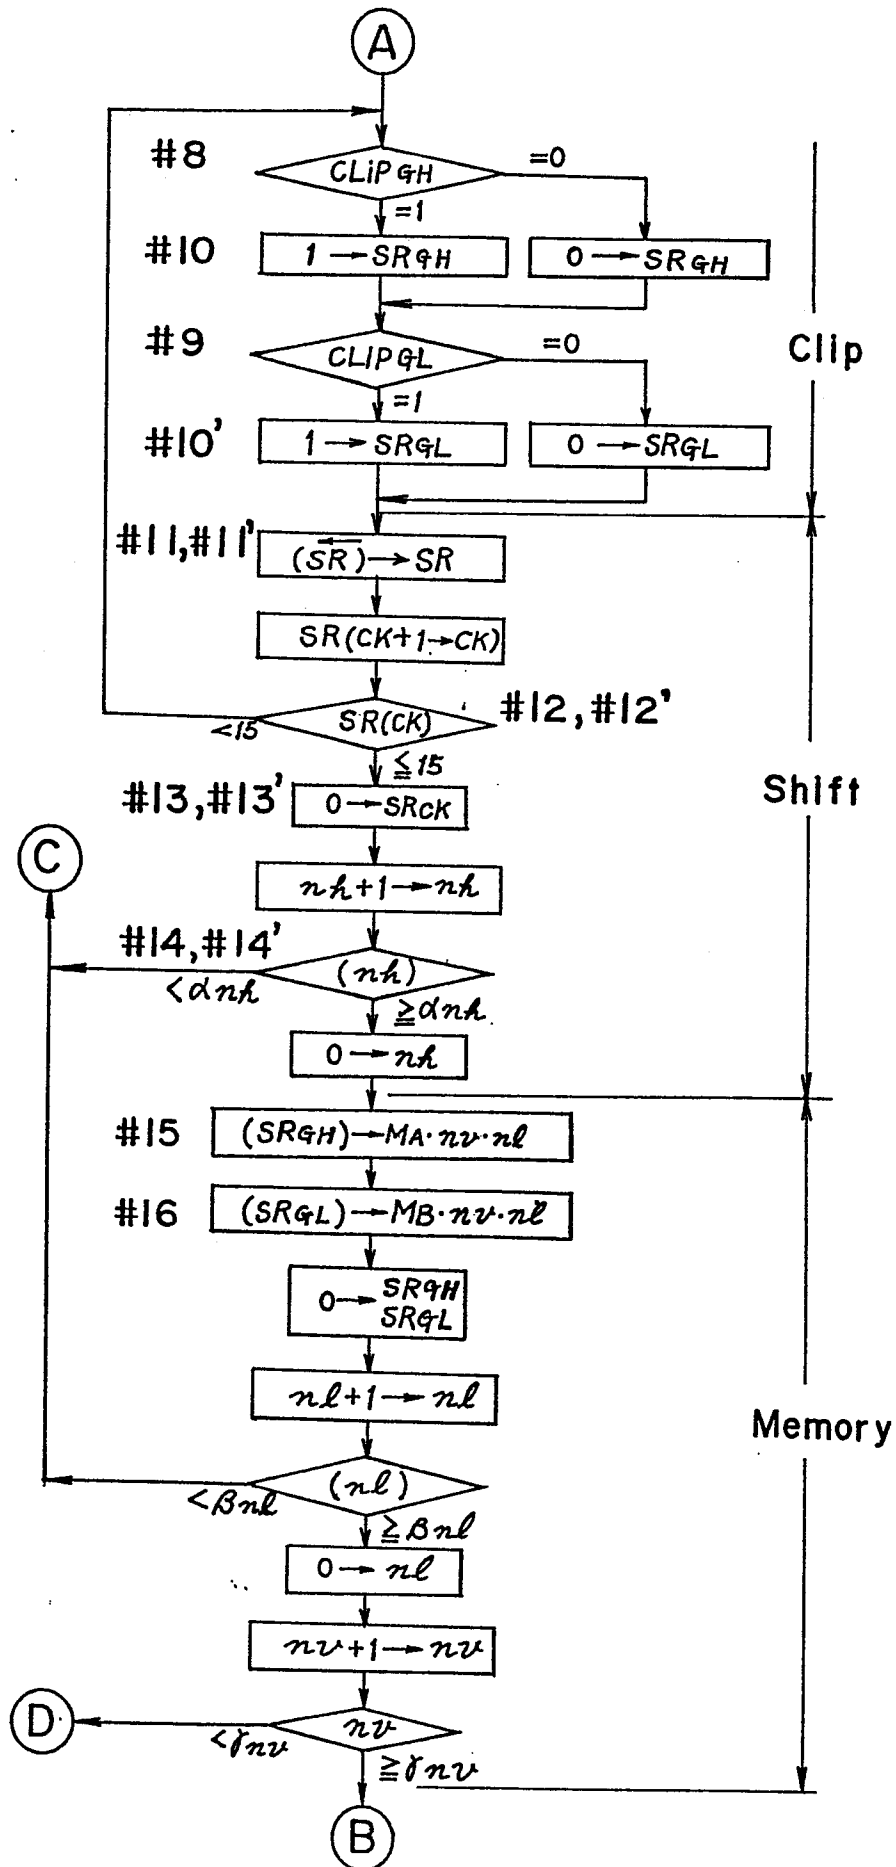 A
#8
CLiP GH
=0
=1
#10
1 → SRGH
0 → SRGH
#9
CLIP GL
=0
Clip
=1
#10'
1 → SRGL
0 → SRGL
#11,#11'
(SR) → SR
SR(CK+1→CK)
SR(CK)
#12,#12'
<15
≦15
Shift
#13,#13'
0 → SRCK
C
nh+1 → nh
#14,#14'
(nh)
<αnh
≧αnh
0 → nh
#15
(SRGH) → MA·nv·nl
#16
(SRGL) → MB·nv·nl
0 → SRGH
SRGL
nl+1 → nl
Memory
(nl)
<βnl
≧βnl
0 → nl
nv+1 → nv
D
nv
<γnv
≧γnv
B